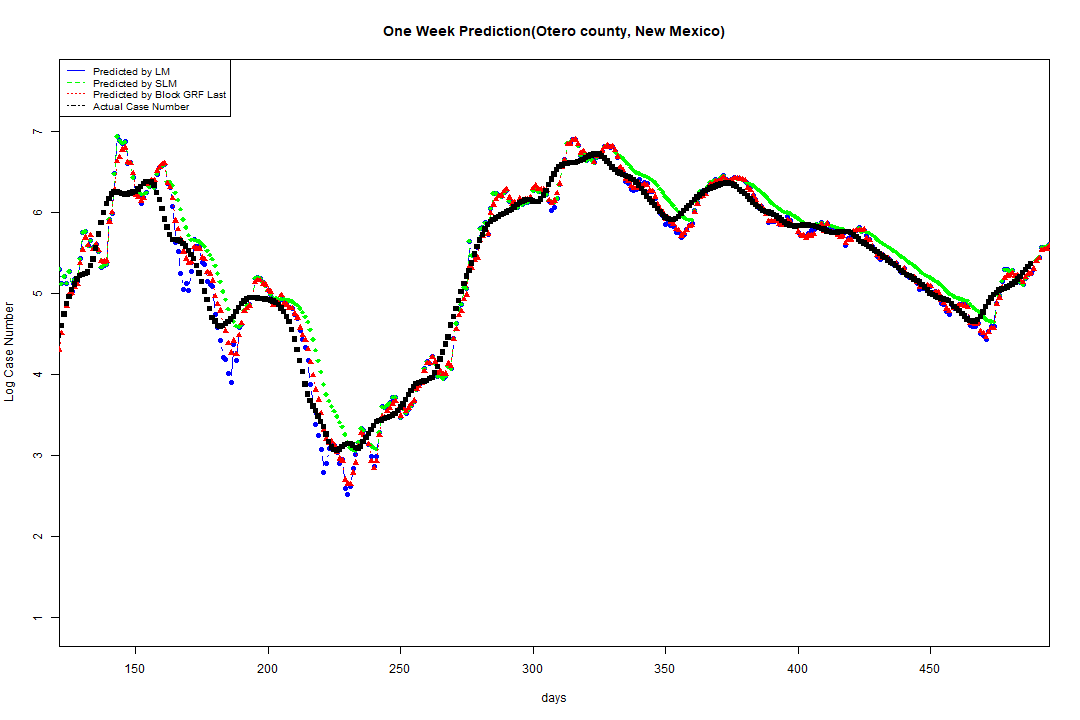 One Week Prediction(Otero county, New Mexico)
Predicted by LM
Predicted by SLM
Predicted by Block GRF Last
Actual Case Number
7
6
5
4
3
2
1
Log Case Number
150 200 250 300 350 400 450
days